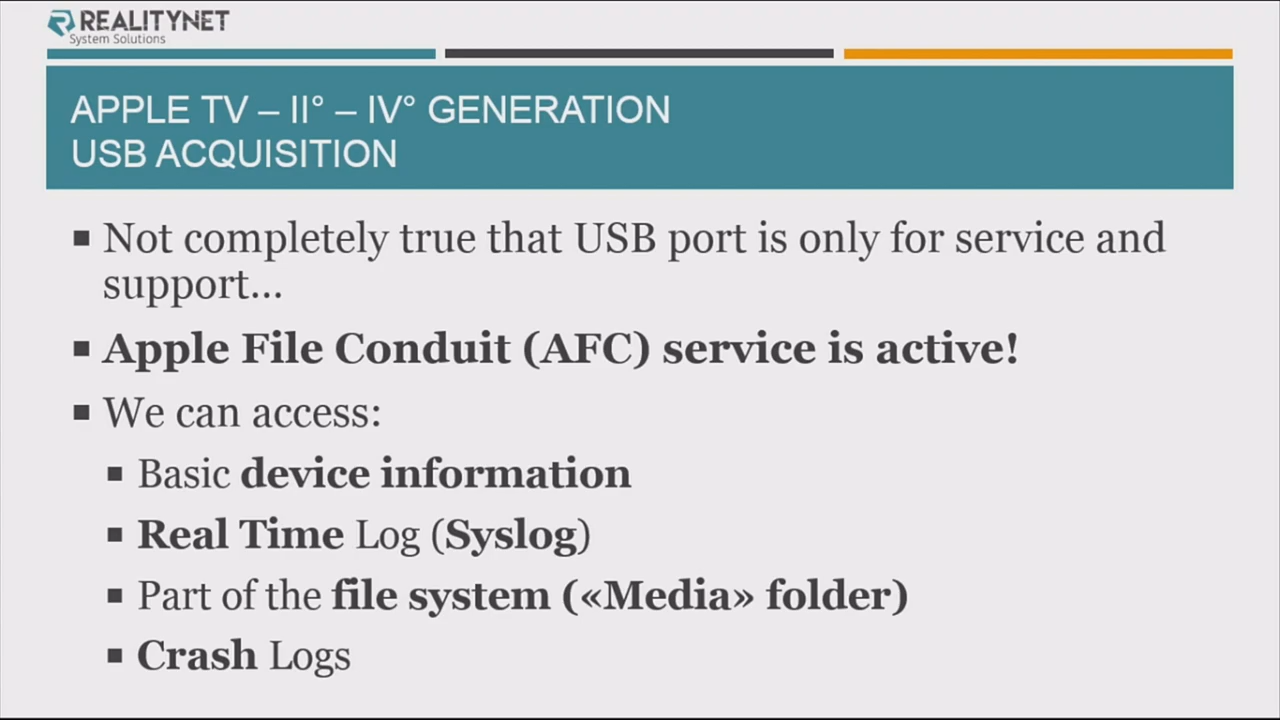 REALITYNET
System Solutions
APPLE TV – II° – IV° GENERATION
USB ACQUISITION
▪ Not completely true that USB port is only for service and
support...
▪ Apple File Conduit (AFC) service is active!
▪ We can access:
▪ Basic device information
▪ Real Time Log (Syslog)
▪ Part of the file system («Media» folder)
▪ Crash Logs